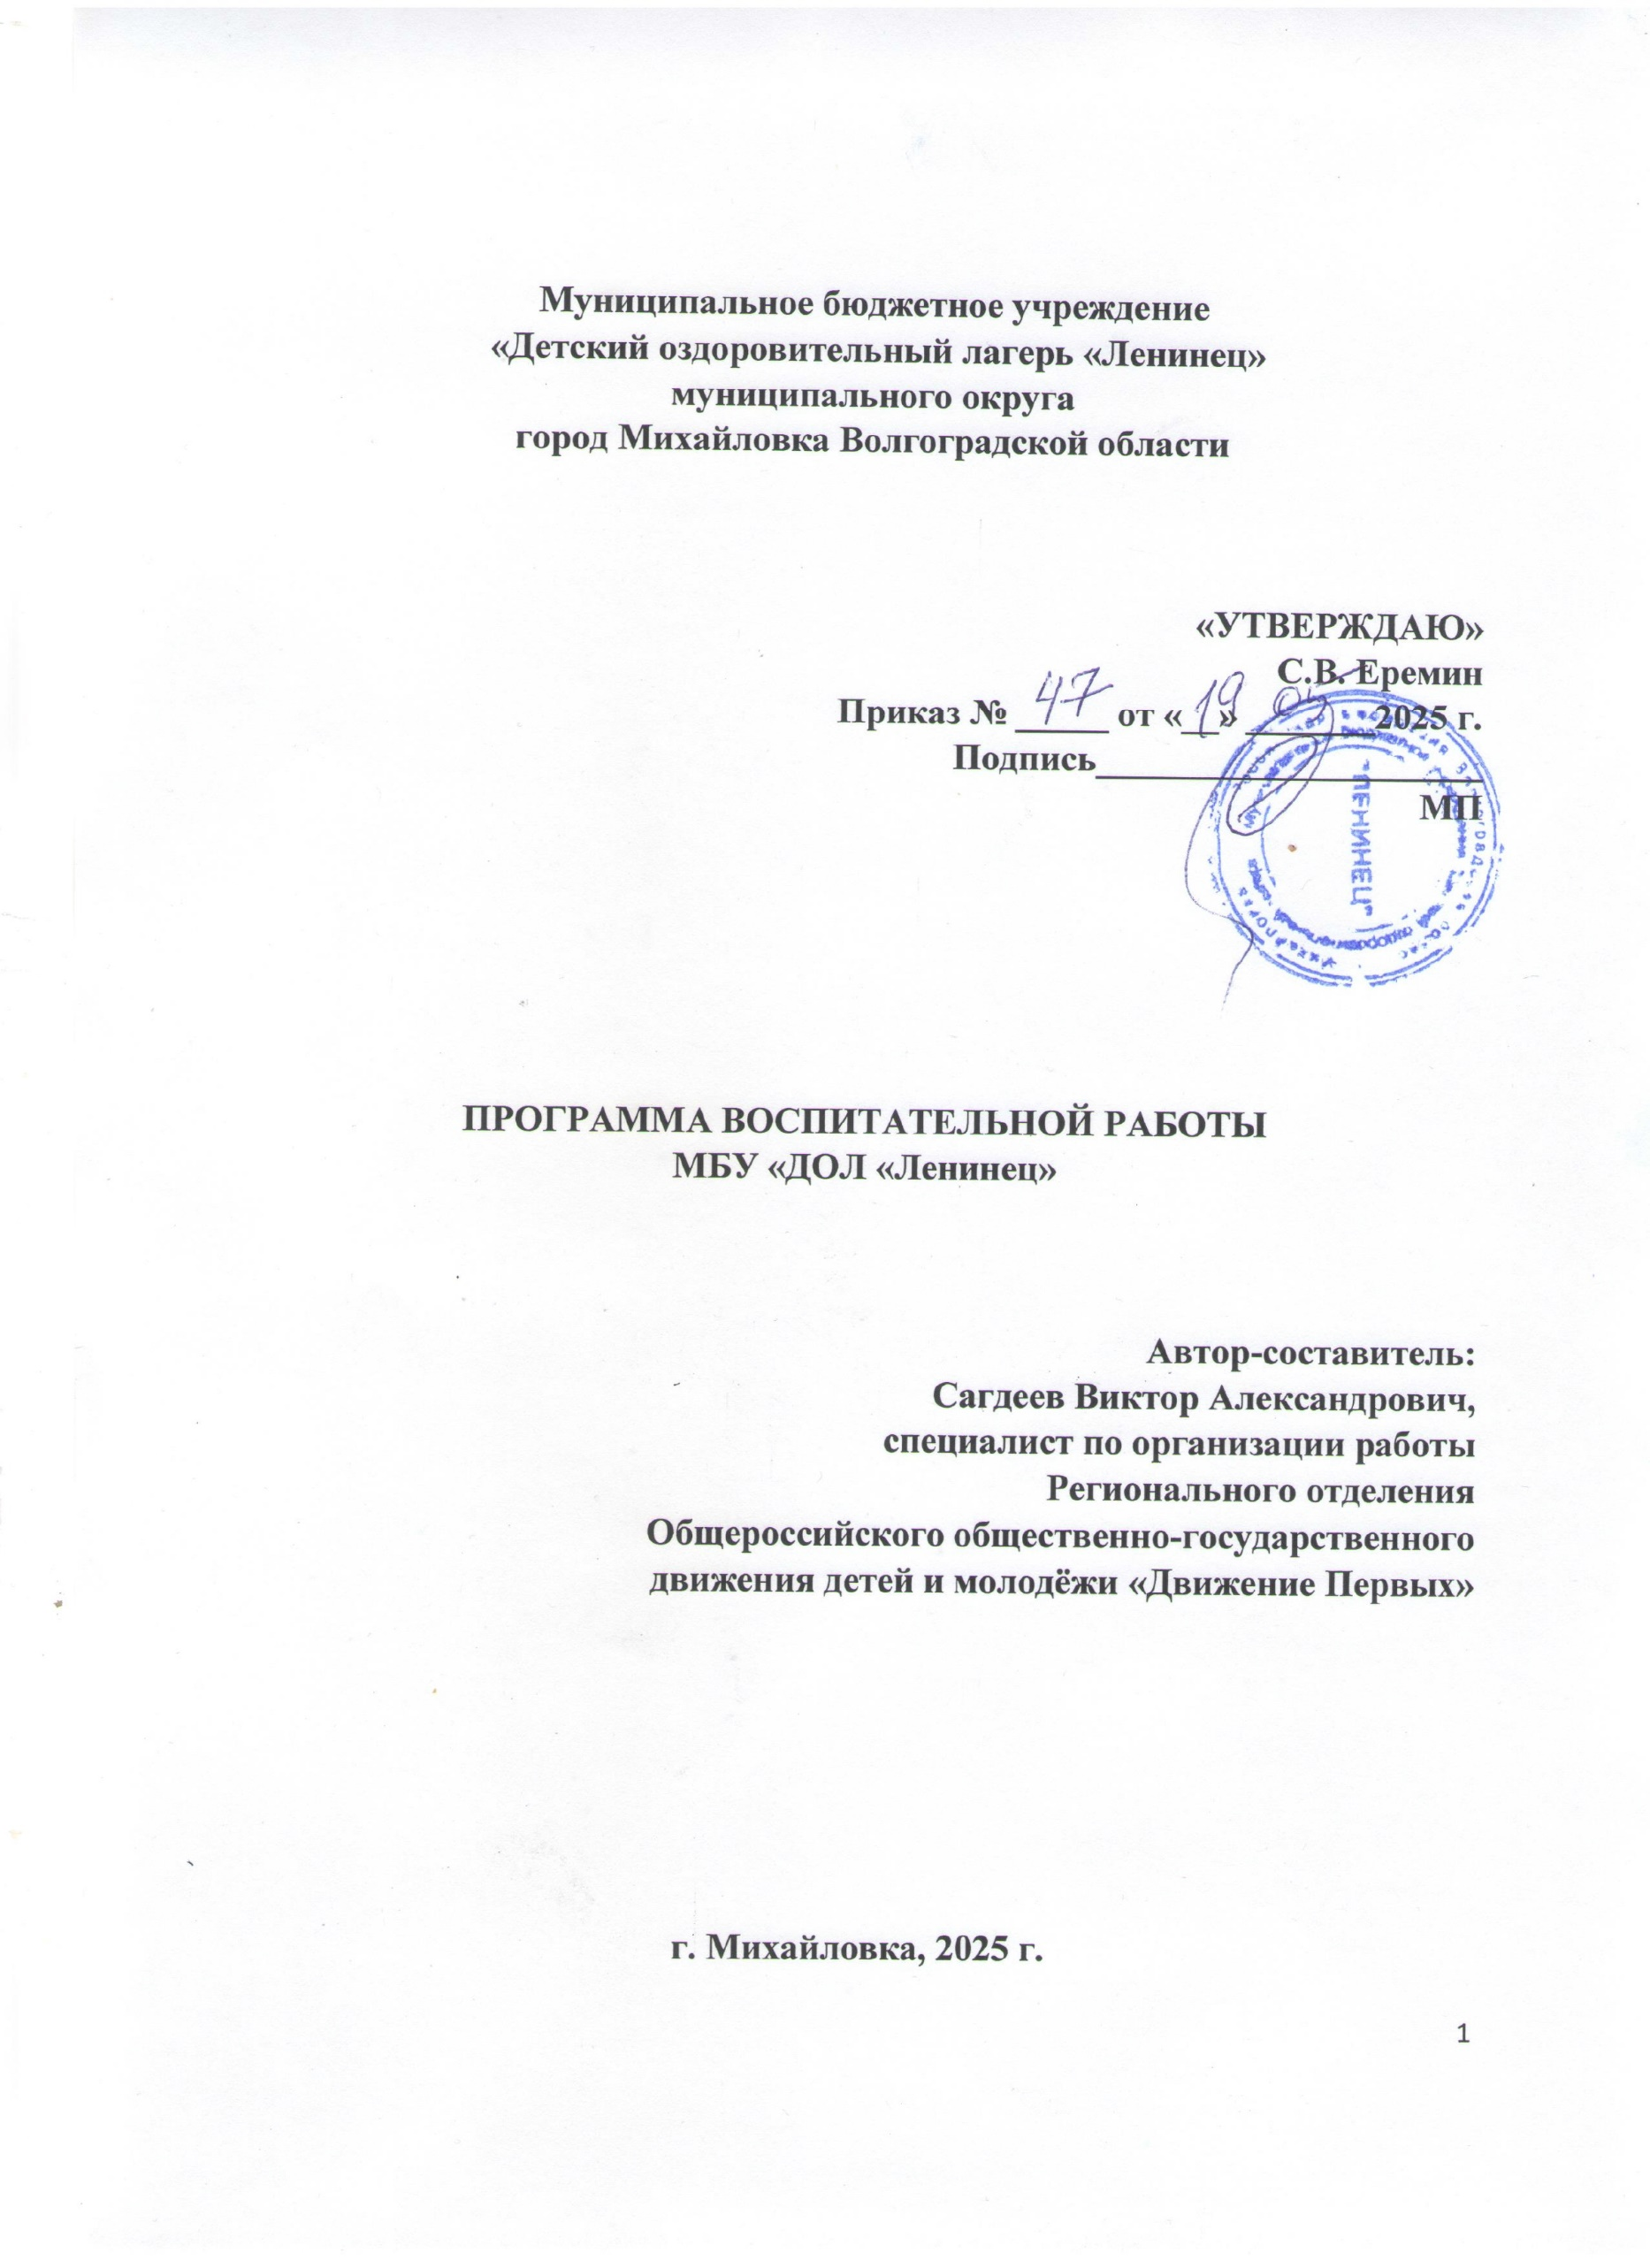 Муниципальное бюджетное учреждение
«Детский оздоровительный лагерь «Ленинец»
муниципального округа
город Михайловка Волгоградской области
«УТВЕРЖДАЮ»
С.В. Еремин
Приказ № 47 от «19» 2025 г.
Подпись
МП
"ЛЕНИНЕЦ"
ПРОГРАММА ВОСПИТАТЕЛЬНОЙ РАБОТЫ
МБУ «ДОЛ «Ленинец»
Автор-составитель:
Сагдеев Виктор Александрович,
специалист по организации работы
Регионального отделения
Общероссийского общественно-государственного
движения детей и молодёжи «Движение Первых»
г. Михайловка, 2025 г.
1